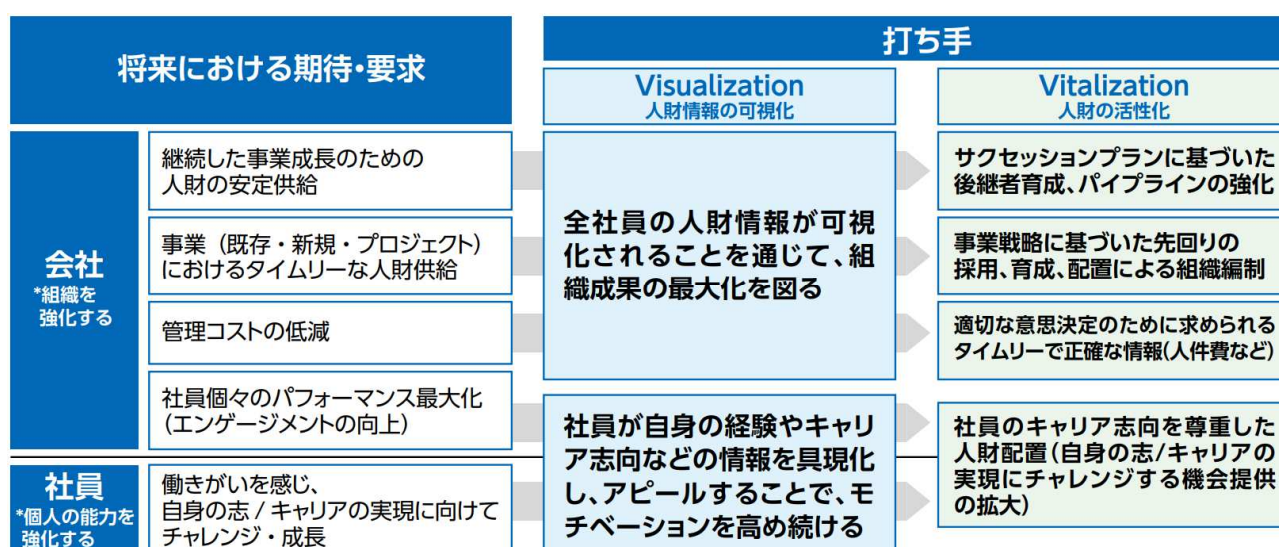 将来における期待・要求
打ち手
Visualization
人財情報の可視化
Vitalization
人財の活性化
会社
*組織を
強化する
継続した事業成長のための
人財の安定供給
事業（既存・新規・プロジェクト）
におけるタイムリーな人財供給
管理コストの低減
社員個々のパフォーマンス最大化
（エンゲージメントの向上）
全社員の人財情報が可視
化されることを通じて、組
織成果の最大化を図る
サクセッションプランに基づいた
後継者育成、パイプラインの強化
事業戦略に基づいた先回りの
採用、育成、配置による組織編制
適切な意思決定のために求められる
タイムリーで正確な情報(人件費など)
社員
*個人の能力を
強化する
働きがいを感じ、
自身の志 / キャリアの実現に向けて
チャレンジ・成長
社員が自身の経験やキャリ
ア志向などの情報を具現化
し、アピールすることで、モ
チベーションを高め続ける
社員のキャリア志向を尊重した
人財配置(自身の志/キャリアの
実現にチャレンジする機会提供
の拡大)